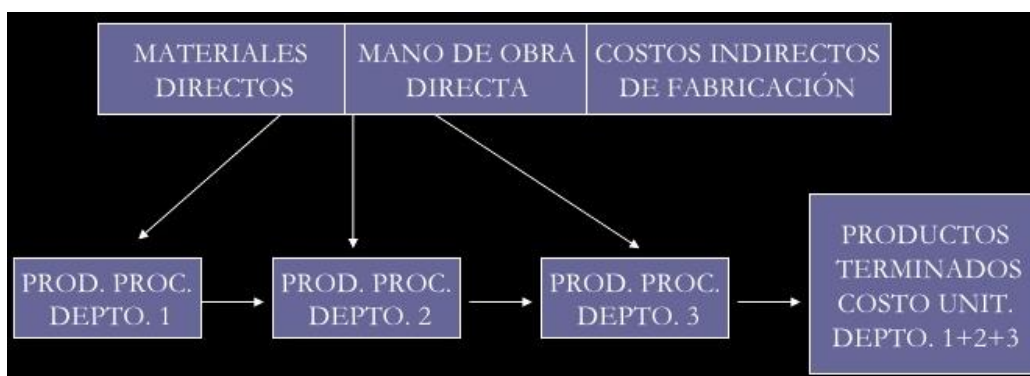 MATERIALES
DIRECTOS
MANO DE OBRA
DIRECTA
COSTOS INDIRECTOS
DE FABRICACIÓN
PROD. PROC.
DEPTO. 1
PROD. PROC.
DEPTO. 2
PROD. PROC.
DEPTO. 3
PRODUCTOS
TERMINADOS
COSTO UNIT.
DEPTO. 1+2+3